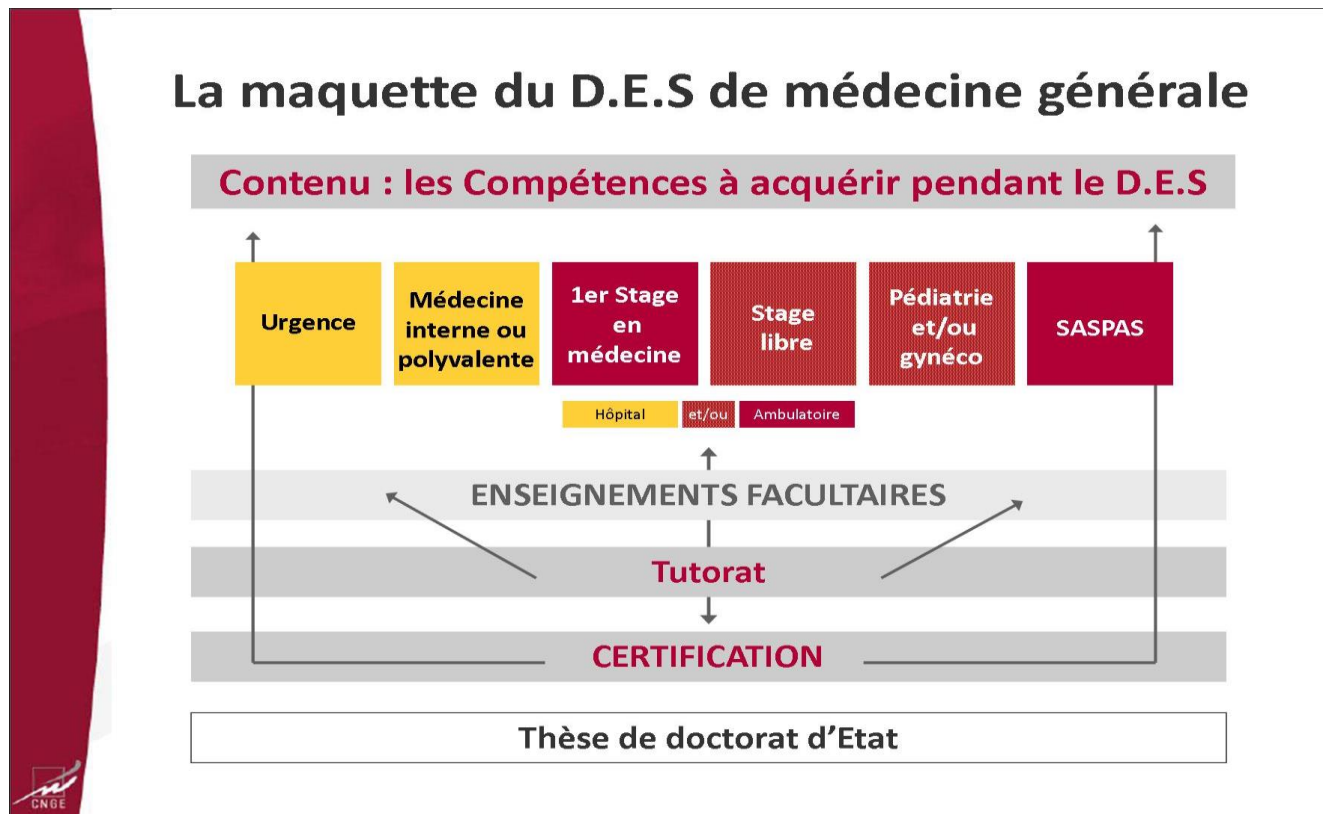 La maquette du D.E.S de médecine générale
Contenu : les Compétences à acquérir pendant le D.E.S
Urgence
Médecine
interne ou
polyvalente
1er Stage
en
médecine
Stage
libre
Pédiatrie
et/ou
gynéco
SASPAS
Hôpital
et/ou
Ambulatoire
ENSEIGNEMENTS FACULTAIRES
Tutorat
CERTIFICATION
Thèse de doctorat d'Etat
CNGE